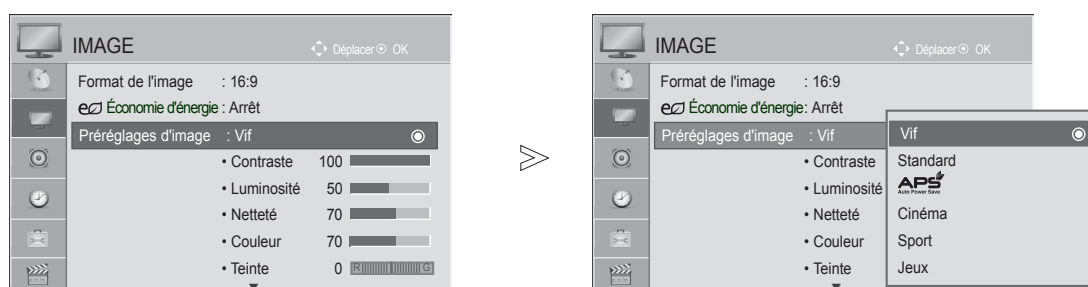 IMAGE Déplacer OK
Format de l'image : 16:9
Économie d'énergie : Arrêt
Préréglages d'image : Vif
• Contraste 100
• Luminosité 50
• Netteté 70
• Couleur 70
• Teinte 0 R G
IMAGE Déplacer OK
Format de l'image : 16:9
Économie d'énergie: Arrêt
Préréglages d'image : Vif
• Contraste
• Luminosité
• Netteté
• Couleur
• Teinte
Vif
Standard
APS
Auto Power Save
Cinéma
Sport
Jeux